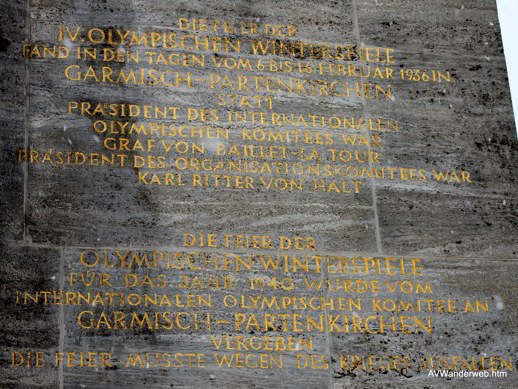 DIE FEIER DER
IV. OLYMPISCHEN WINTERSPIELE
FAND IN DEN TAGEN VOM 6. BIS 16. FEBRUAR 1936 IN
GARMISCH-PARTENKIRCHEN
STATT
PRÄSIDENT DES INTERNATIONALEN
OLYMPISCHEN KOMITEES WAR
GRAF VON BAILLET-LA TOUR
PRÄSIDENT DES ORGANISATIONSKOMITEES WAR
KARL RITTER VON HALT
DIE FEIER DER
OLYMPISCHEN WINTERSPIELE
FÜR DAS JAHR 1940 WURDE VOM
INTERNATIONALEN OLYMPISCHEN KOMITEE AN
GARMISCH-PARTENKIRCHEN
VERGEBEN
DIE FEIER MUSSTE WEGEN DES KRIEGES
AVWanderweb.htm